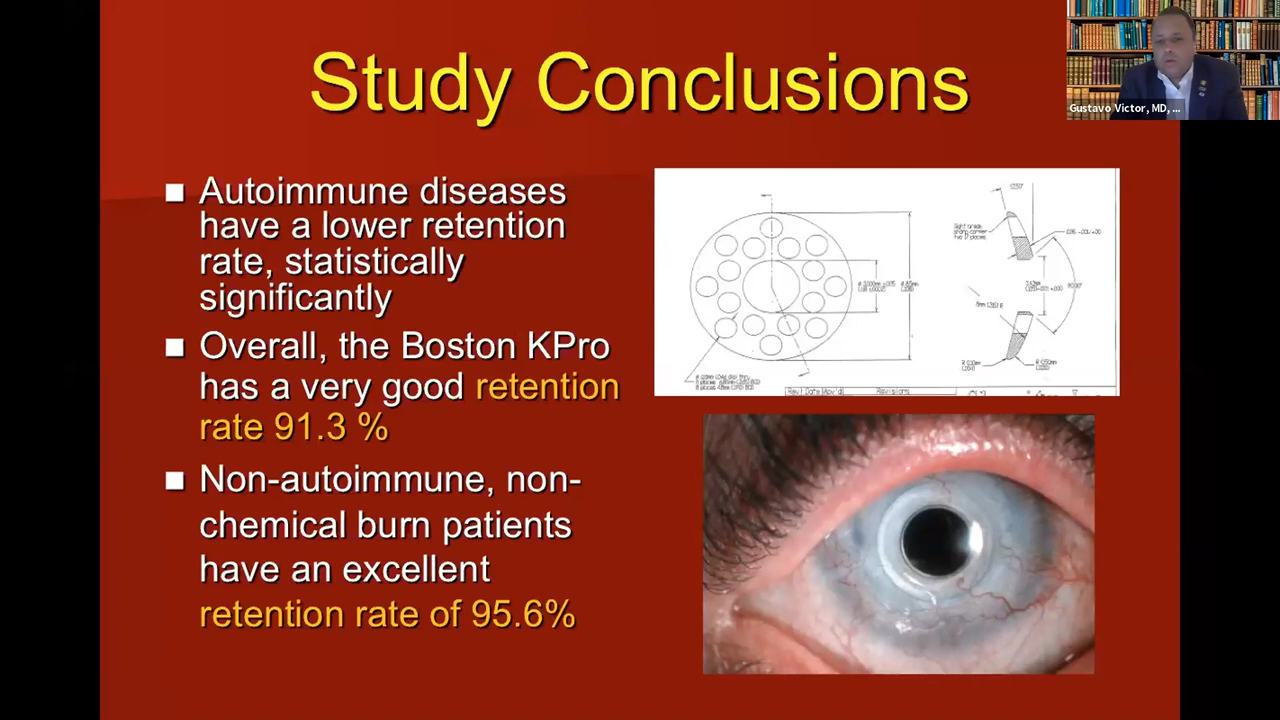 Study Conclusions
Gustavo Victor, MD, ...
Autoimmune diseases
have a lower retention
rate, statistically
significantly
Overall, the Boston KPro
has a very good retention
rate 91.3 %
Non-autoimmune, non-
chemical burn patients
have an excellent
retention rate of 95.6%